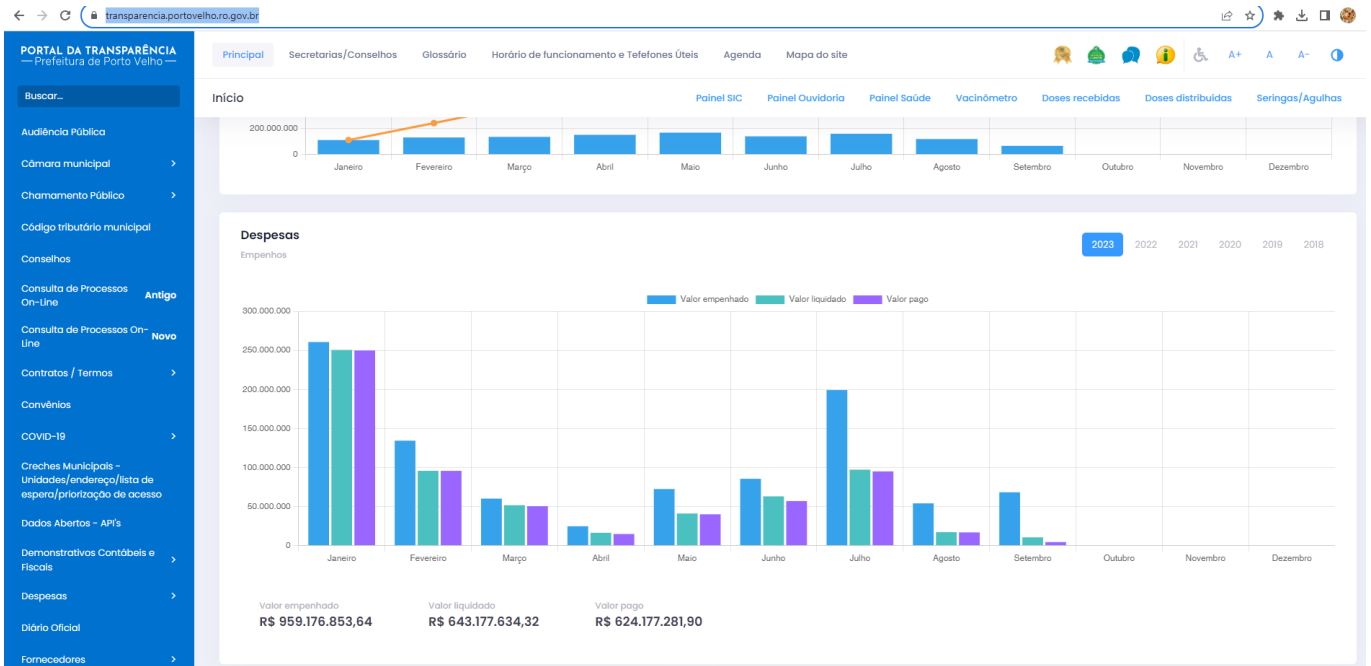 transparencia.portovelho.ro.gov.br
PORTAL DA TRANSPARÊNCIA
Prefeitura de Porto Velho
Principal
Secretarias/Conselhos
Glossário
Horário de funcionamento e Tefefones Úteis
Agenda
Mapa do site
A+
A
A-
Buscar...
Início
Painel SIC
Painel Ouvidoria
Painel Saúde
Vacinômetro
Doses recebidas
Doses distribuidas
Seringas/Agulhas
Audiência Pública
Câmara municipal
Chamamento Público
Código tributário municipal
Conselhos
Consulta de Processos
On-Line
Antigo
Consulta de Processos On-
Line
Novo
Contratos / Termos
Convênios
COVID-19
Creches Municipais -
Unidades/endereço/lista de
espera/priorização de acesso
Dados Abertos - API's
Demonstrativos Contábeis e
Fiscais
Despesas
Diário Oficial
Fornecedores
200.000.000
0
Janeiro
Fevereiro
Março
Abril
Maio
Junho
Julho
Agosto
Setembro
Outubro
Novembro
Dezembro
Despesas
Empenhos
2023
2022
2021
2020
2019
2018
Valor empenhado
Valor liquidado
Valor pago
300.000.000
250.000.000
200.000.000
150.000.000
100.000.000
50.000.000
0
Janeiro
Fevereiro
Março
Abril
Maio
Junho
Julho
Agosto
Setembro
Outubro
Novembro
Dezembro
Valor empenhado
R$ 959.176.853,64
Valor liquidado
R$ 643.177.634,32
Valor pago
R$ 624.177.281,90